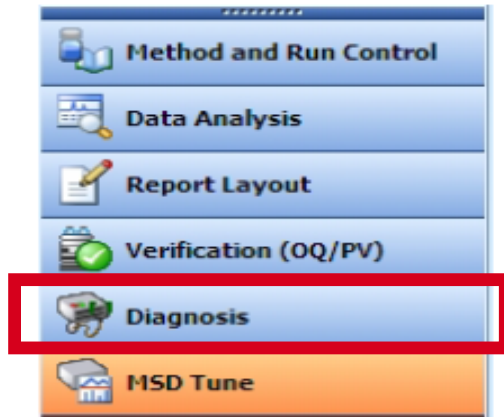 Method and Run Control
Data Analysis
Report Layout
Verification (OQ/PV)
Diagnosis
MSD Tune